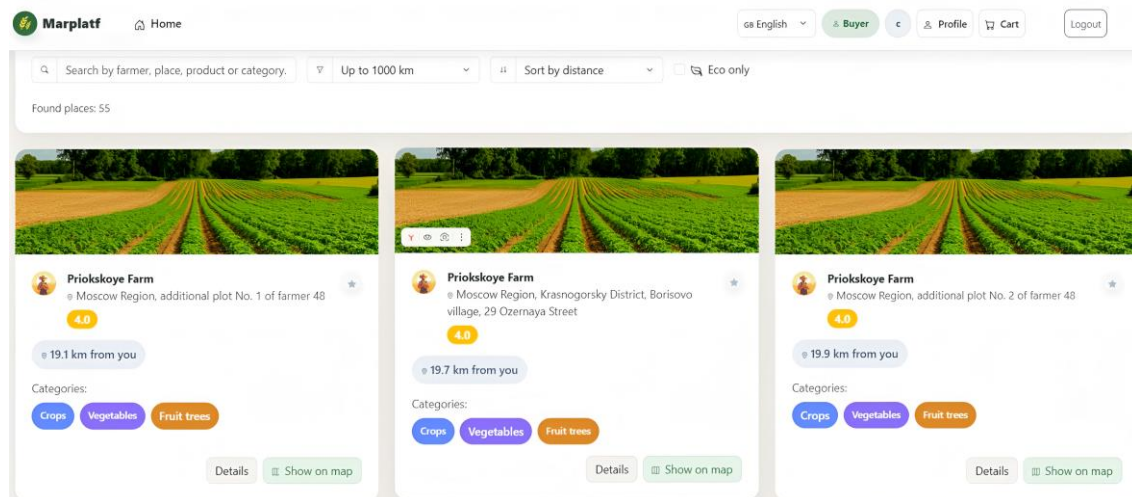 Marplatf
Home
GB English
Buyer
c
Profile
Cart
Logout
Search by farmer, place, product or category.
Up to 1000 km
Sort by distance
Eco only
Found places: 55
Priokskoye Farm
Moscow Region, additional plot No. 1 of farmer 48
4.0
19.1 km from you
Categories:
Crops Vegetables Fruit trees
Details Show on map
Y
Priokskoye Farm
Moscow Region, Krasnogorsky District, Borisovo
village, 29 Ozernaya Street
4.0
19.7 km from you
Categories:
Crops Vegetables Fruit trees
Details Show on map
Priokskoye Farm
Moscow Region, additional plot No. 2 of farmer 48
4.0
19.9 km from you
Categories:
Crops Vegetables Fruit trees
Details Show on map